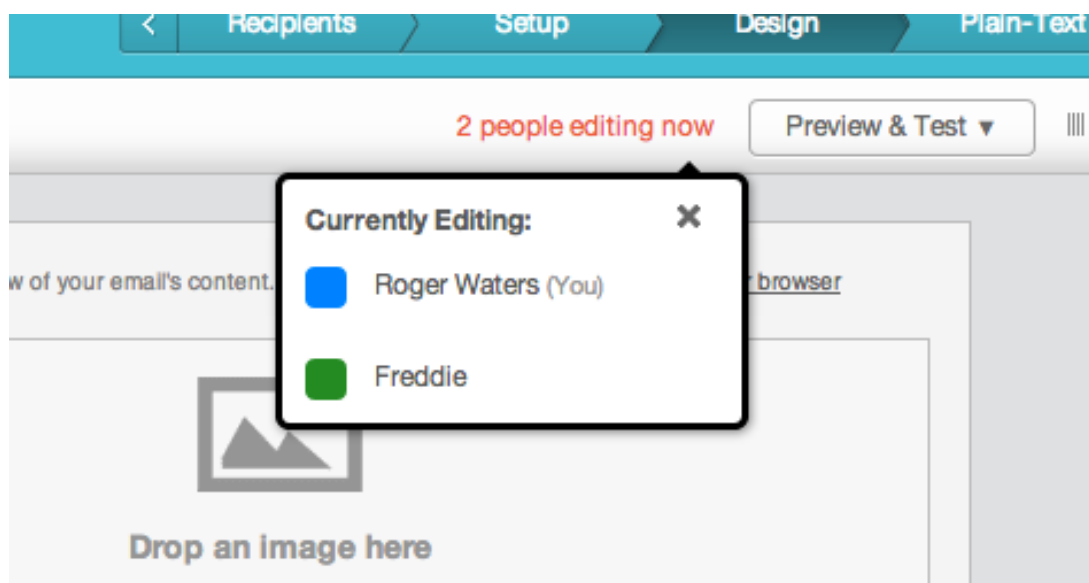 Recipients
Setup
Design
Plain-Text
2 people editing now
Preview & Test ▼
Currently Editing:
w of your email's content.
Roger Waters (You)
browser
Freddie
Drop an image here